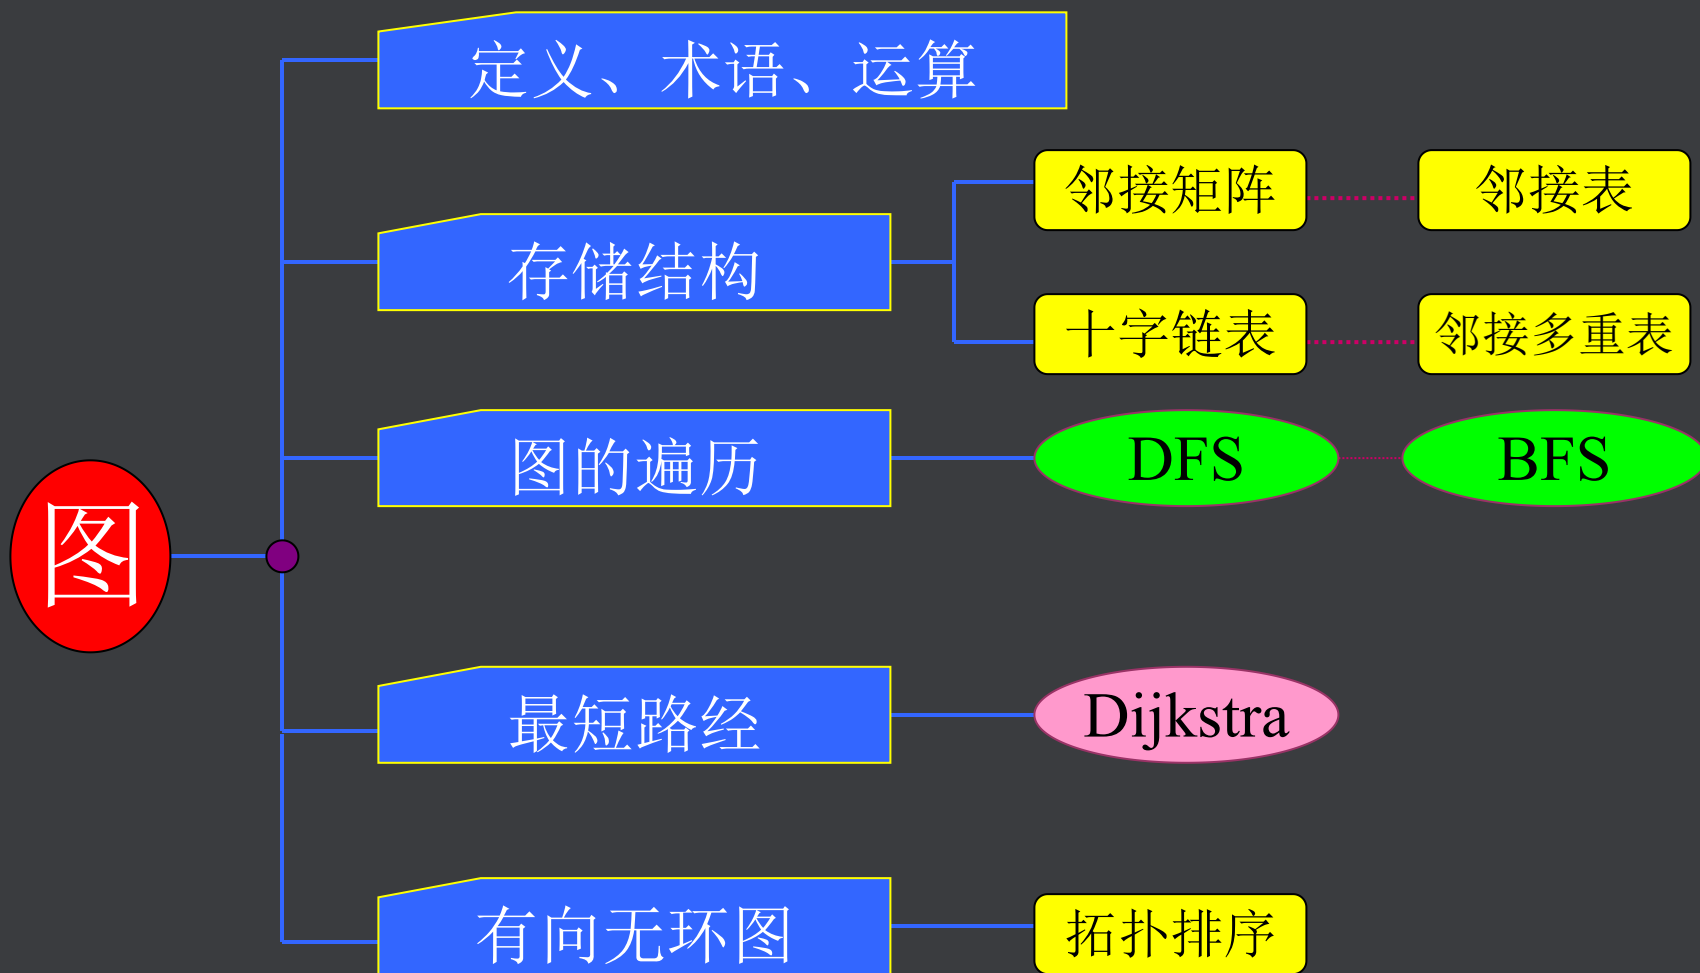 图
定义、术语、运算
存储结构
邻接矩阵
邻接表
十字链表
邻接多重表
图的遍历
DFS
BFS
最短路经
Dijkstra
有向无环图
拓扑排序